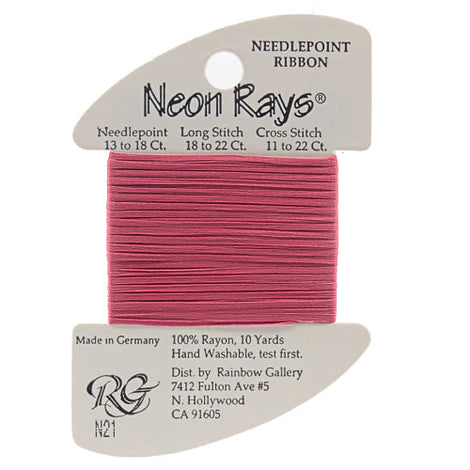 NEEDLEPOINT
RIBBON
Neon Rays®
Needlepoint Long Stitch Cross Stitch
13 to 18 Ct. 18 to 22 Ct. 11 to 22 Ct.
Made in Germany
100% Rayon, 10 Yards
Hand Washable, test first.
Dist. by Rainbow Gallery
7412 Fulton Ave #5
N. Hollywood
CA 91605
RG
N21